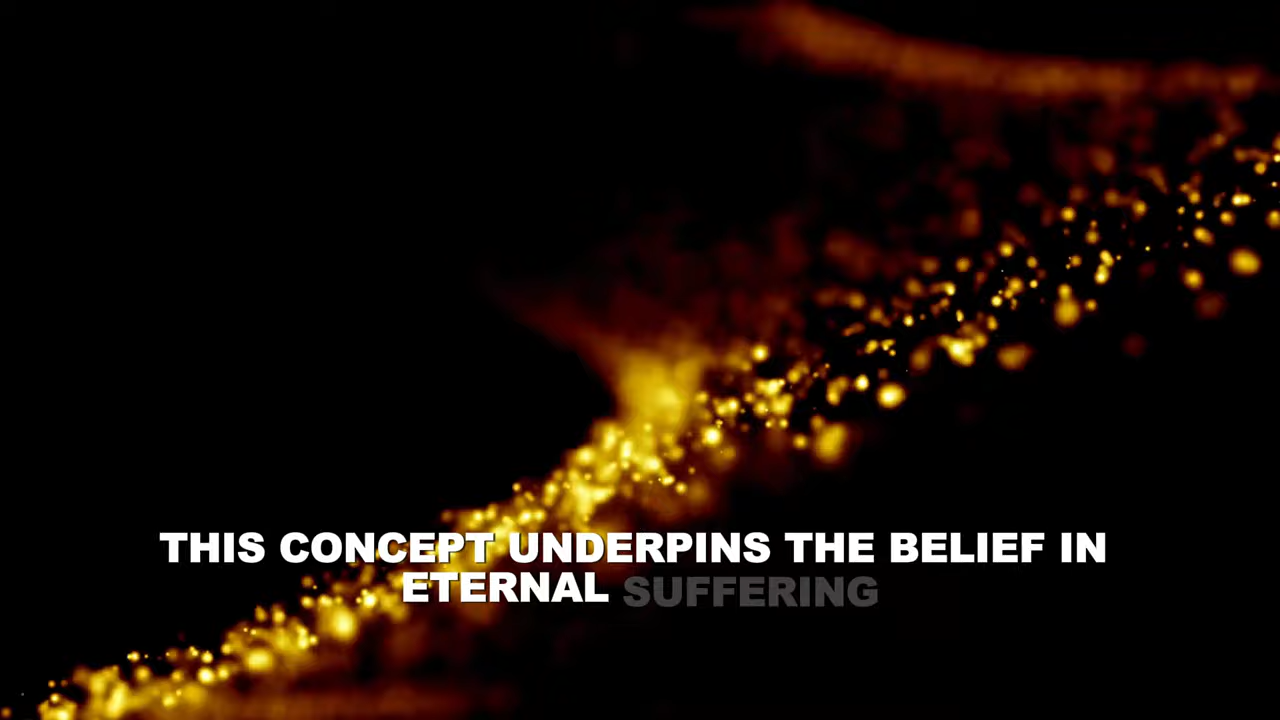 THIS CONCEPT UNDERPINS THE BELIEF IN
ETERNAL SUFFERING